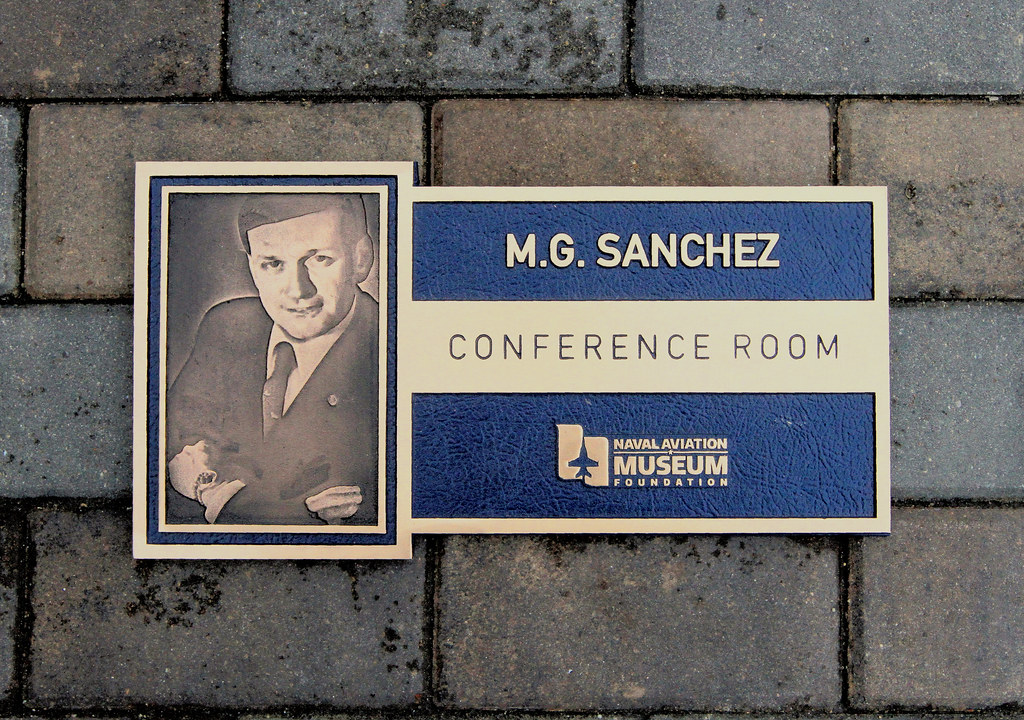 M.G. SANCHEZ
CONFERENCE ROOM
NAVAL AVIATION
MUSEUM
FOUNDATION